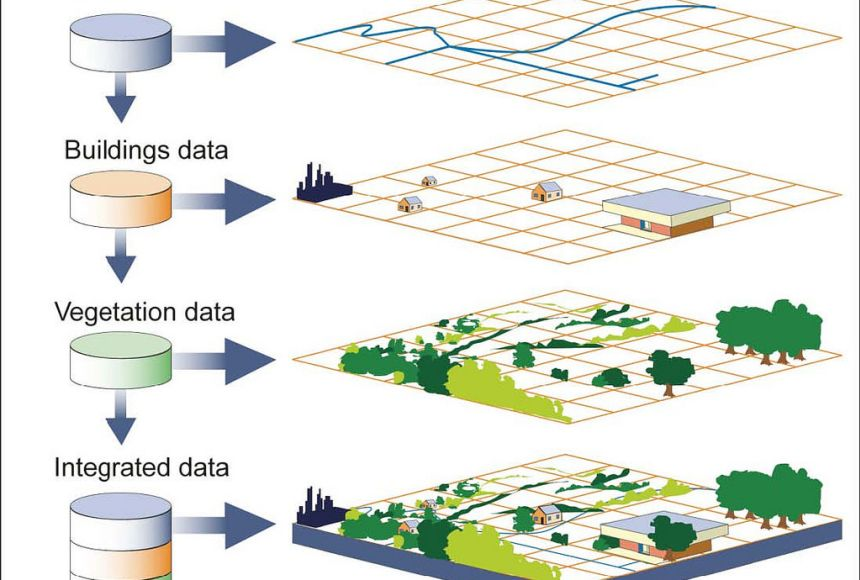 Buildings data
Vegetation data
Integrated data